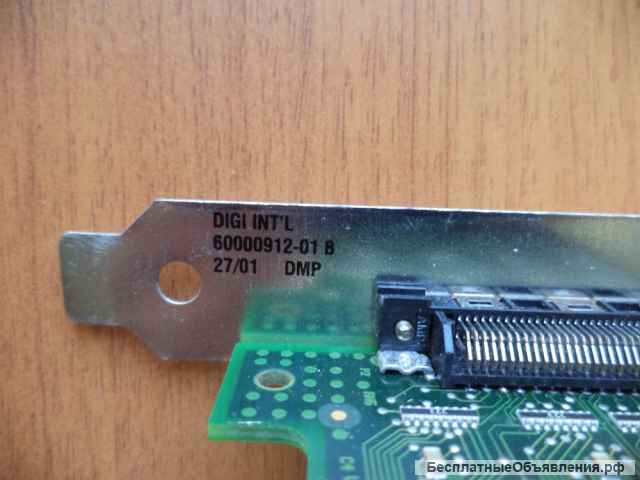 DIGI INT'L
60000912-01 B
27/01 DMP
БесплатныеОбъявления.рф